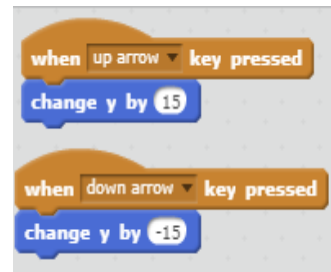 when up arrow key pressed
change y by 15
when down arrow key pressed
change y by -15